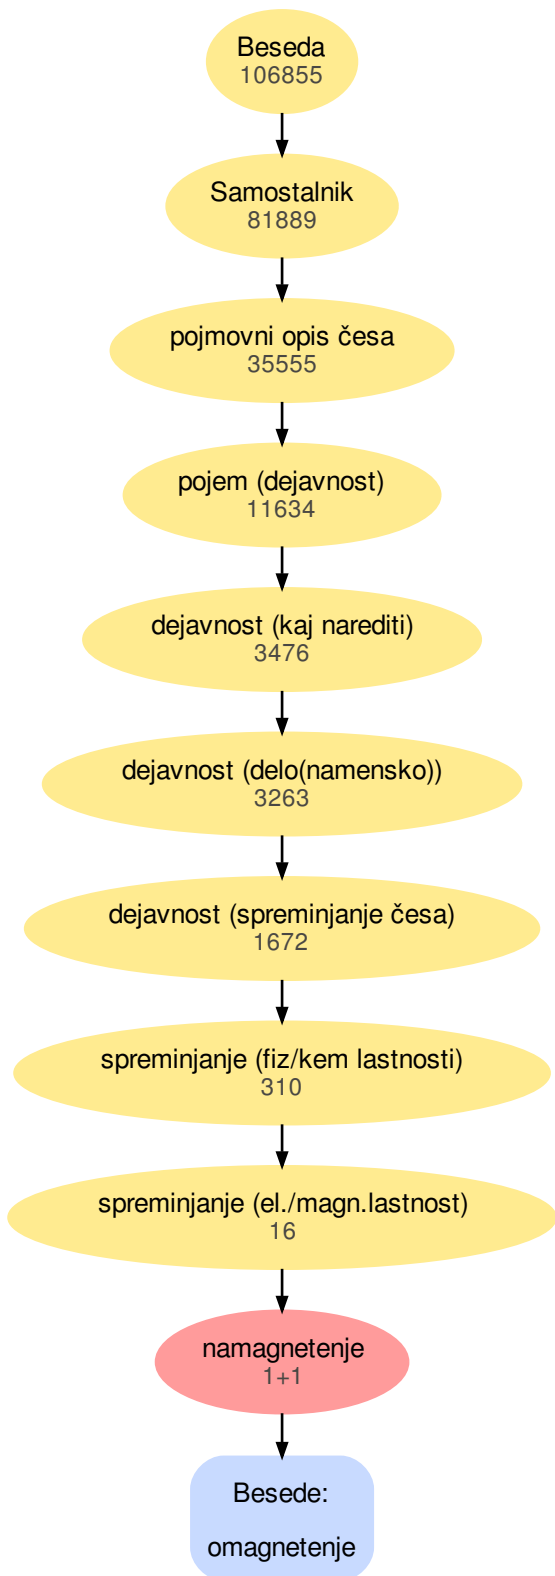 Beseda
106855
Samostalnik
81889
pojmovni opis česa
35555
pojem (dejavnost)
11634
dejavnost (kaj narediti)
3476
dejavnost (delo(namensko))
3263
dejavnost (spreminjanje česa)
1672
spreminjanje (fiz/kem lastnosti)
310
spreminjanje (el./magn.lastnost)
16
namagnetenje
1+1
Besede:
omagnetenje